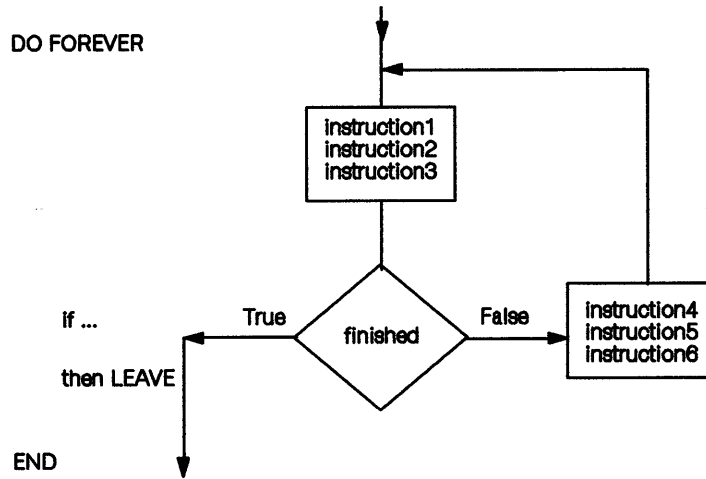 DO FOREVER
instruction1
instruction2
instruction3
if ...
True
finished
False
instruction4
instruction5
instruction6
then LEAVE
END